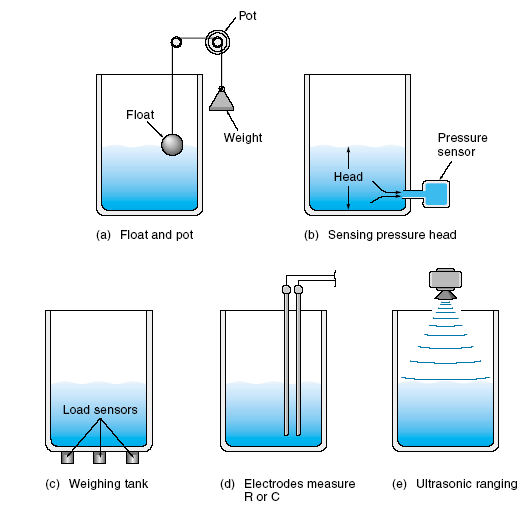 Pot
Float
Weight
(a) Float and pot
Head
Pressure
sensor
(b) Sensing pressure head
Load sensors
(c) Weighing tank
(d) Electrodes measure
R or C
(e) Ultrasonic ranging